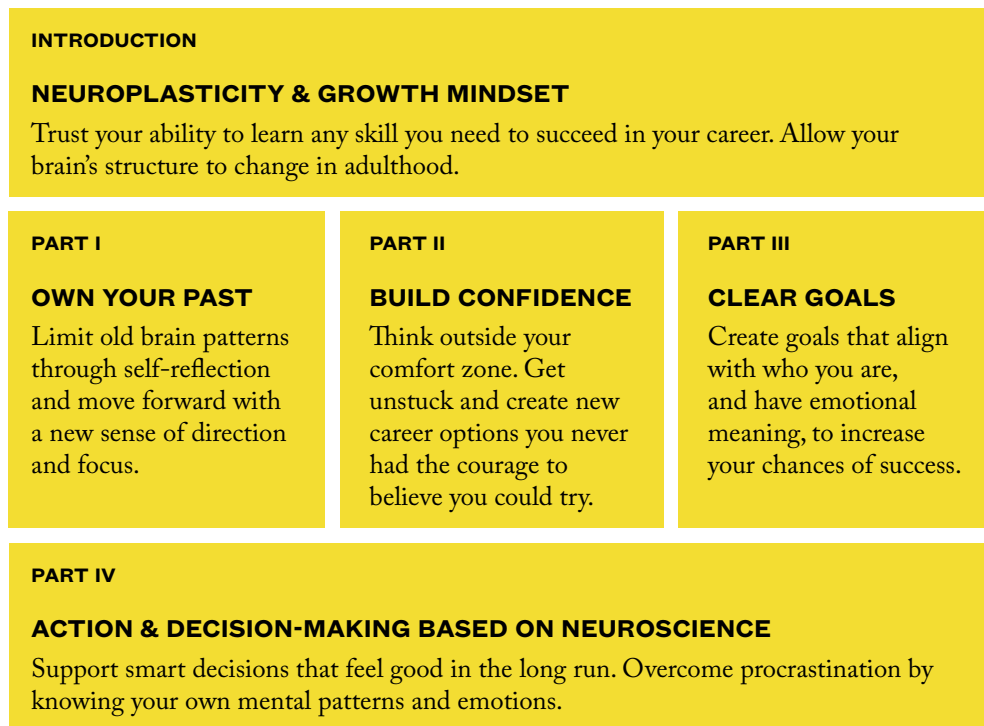 INTRODUCTION
NEUROPLASTICITY & GROWTH MINDSET
Trust your ability to learn any skill you need to succeed in your career. Allow your
brain’s structure to change in adulthood.
PART I
OWN YOUR PAST
Limit old brain patterns
through self-reflection
and move forward with
a new sense of direction
and focus.
PART II
BUILD CONFIDENCE
Think outside your
comfort zone. Get
unstuck and create new
career options you never
had the courage to
believe you could try.
PART III
CLEAR GOALS
Create goals that align
with who you are,
and have emotional
meaning, to increase
your chances of success.
PART IV
ACTION & DECISION-MAKING BASED ON NEUROSCIENCE
Support smart decisions that feel good in the long run. Overcome procrastination by
knowing your own mental patterns and emotions.